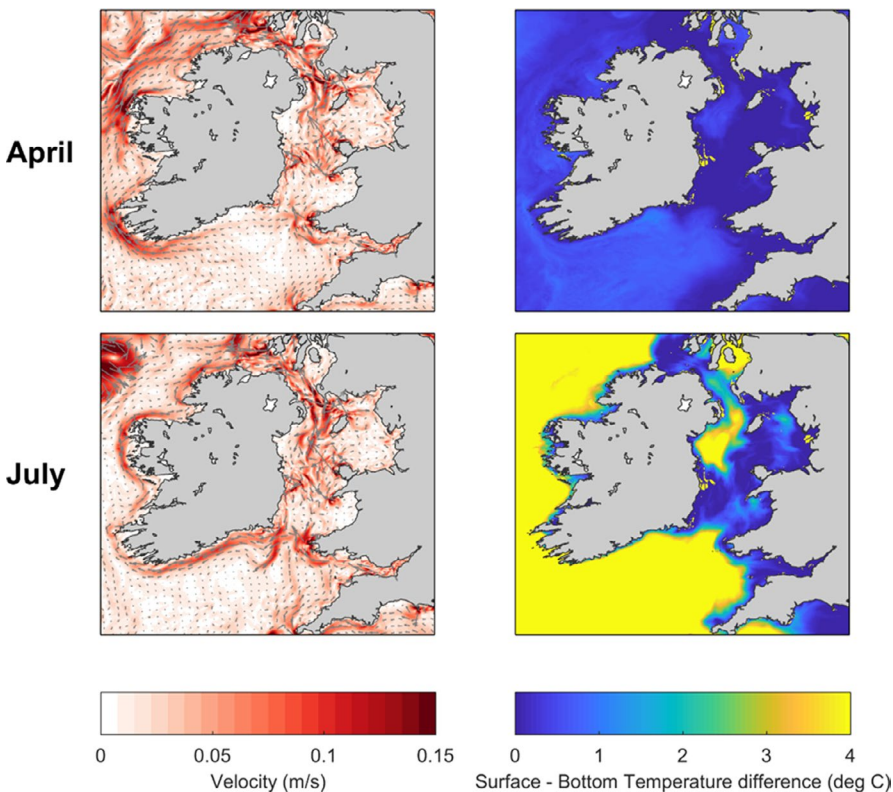 April
July
0 0.05 0.1 0.15
Velocity (m/s)
0 1 2 3 4
Surface - Bottom Temperature difference (deg C)